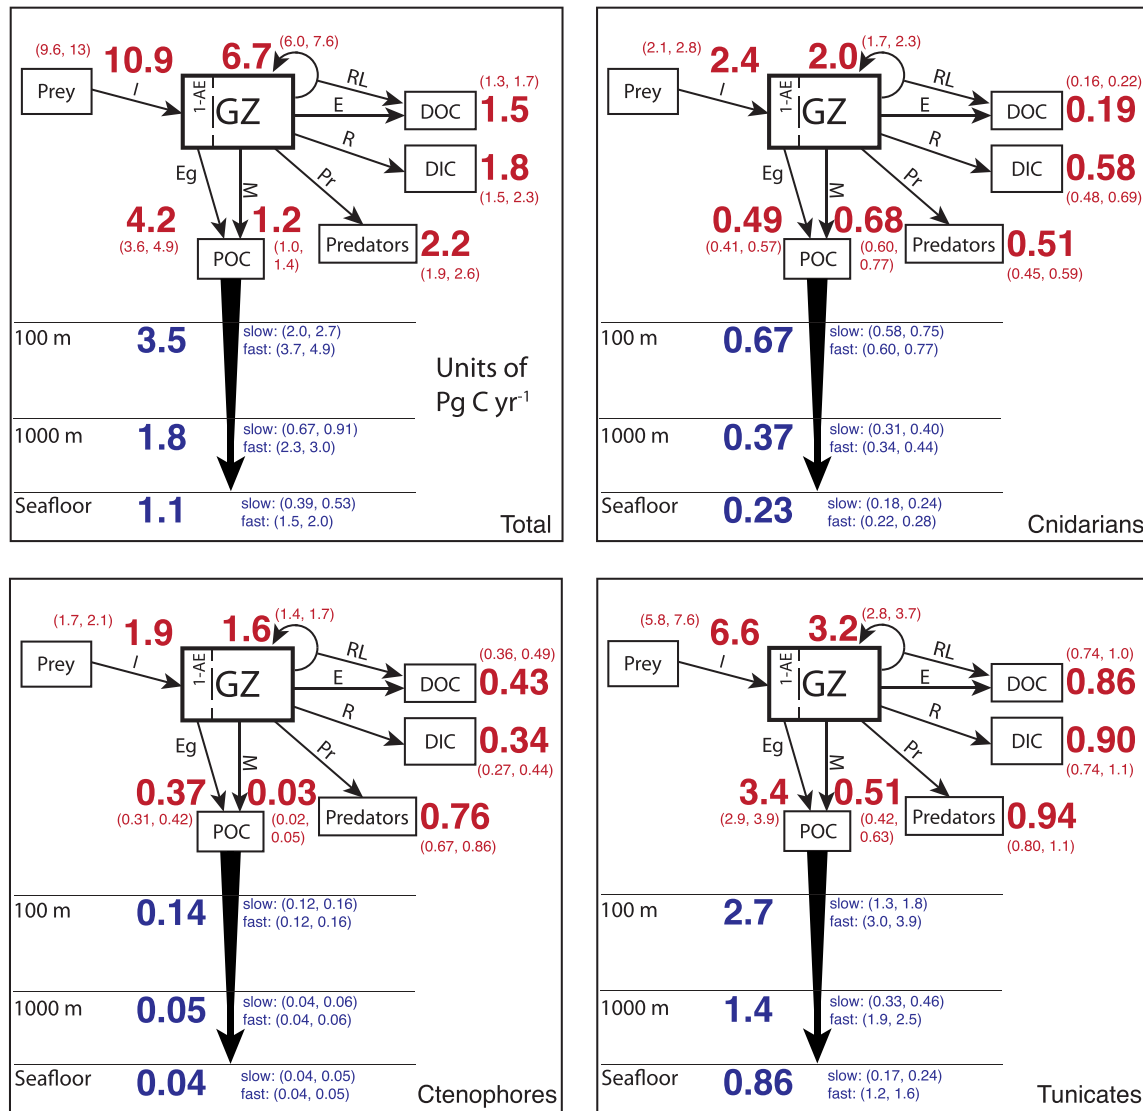 (9.6, 13)
10.9
6.7
(6.0, 7.6)
Prey
I
1-AE
GZ
RL
E
R
DOC
(1.3, 1.7)
1.5
DIC
1.8
(1.5, 2.3)
Eg
M
Pr
4.2
(3.6, 4.9)
1.2
(1.0,
1.4)
POC
Predators
2.2
(1.9, 2.6)
100 m
3.5
slow: (2.0, 2.7)
fast: (3.7, 4.9)
Units of
Pg C yr-1
1000 m
1.8
slow: (0.67, 0.91)
fast: (2.3, 3.0)
Seafloor
1.1
slow: (0.39, 0.53)
fast: (1.5, 2.0)
Total
(2.1, 2.8)
2.4
2.0
(1.7, 2.3)
Prey
I
1-AE
GZ
RL
E
R
DOC
(0.16, 0.22)
0.19
DIC
0.58
(0.48, 0.69)
Eg
M
Pr
0.49
(0.41, 0.57)
0.68
(0.60,
0.77)
POC
Predators
0.51
(0.45, 0.59)
100 m
0.67
slow: (0.58, 0.75)
fast: (0.60, 0.77)
1000 m
0.37
slow: (0.31, 0.40)
fast: (0.34, 0.44)
Seafloor
0.23
slow: (0.18, 0.24)
fast: (0.22, 0.28)
Cnidarians
(1.7, 2.1)
1.9
1.6
(1.4, 1.7)
Prey
I
1-AE
GZ
RL
E
R
DOC
(0.36, 0.49)
0.43
DIC
0.34
(0.27, 0.44)
Eg
M
Pr
0.37
(0.31, 0.42)
0.03
(0.02,
0.05)
POC
Predators
0.76
(0.67, 0.86)
100 m
0.14
slow: (0.12, 0.16)
fast: (0.12, 0.16)
1000 m
0.05
slow: (0.04, 0.06)
fast: (0.04, 0.06)
Seafloor
0.04
slow: (0.04, 0.05)
fast: (0.04, 0.05)
Ctenophores
(5.8, 7.6)
6.6
3.2
(2.8, 3.7)
Prey
I
1-AE
GZ
RL
E
R
DOC
(0.74, 1.0)
0.86
DIC
0.90
(0.74, 1.1)
Eg
M
Pr
3.4
(2.9, 3.9)
0.51
(0.42,
0.63)
POC
Predators
0.94
(0.80, 1.1)
100 m
2.7
slow: (1.3, 1.8)
fast: (3.0, 3.9)
1000 m
1.4
slow: (0.33, 0.46)
fast: (1.9, 2.5)
Seafloor
0.86
slow: (0.17, 0.24)
fast: (1.2, 1.6)
Tunicates